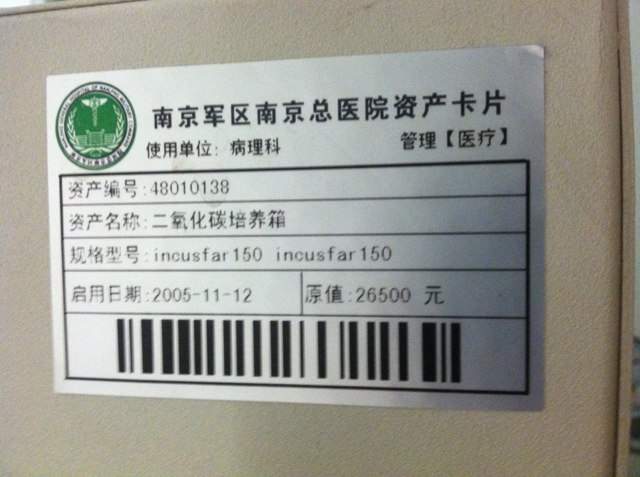 南京军区南京总医院资产卡片
使用单位: 病理科 管理【医疗】
资产编号:48010138
资产名称:二氧化碳培养箱
规格型号:incusfar150 incusfar150
启用日期:2005-11-12 原值:26500 元